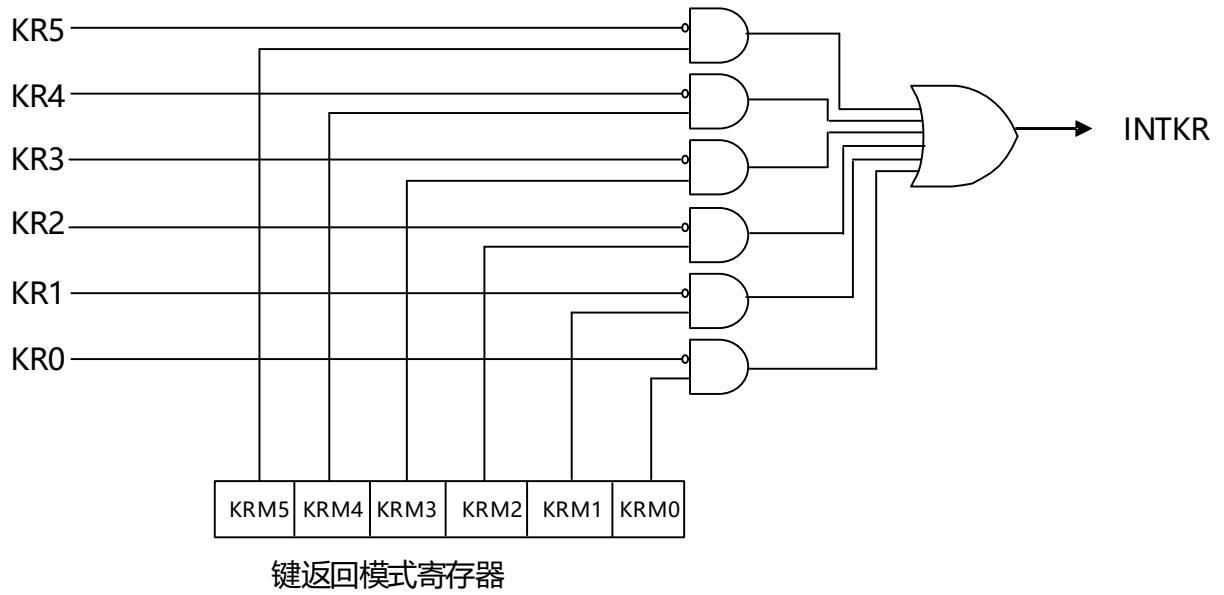 KR5
KR4
INTKR
KR3
KR2
KR1
KR0
KRM5 KRM4 KRM3 KRM2 KRM1 KRM0
键返回模式寄存器